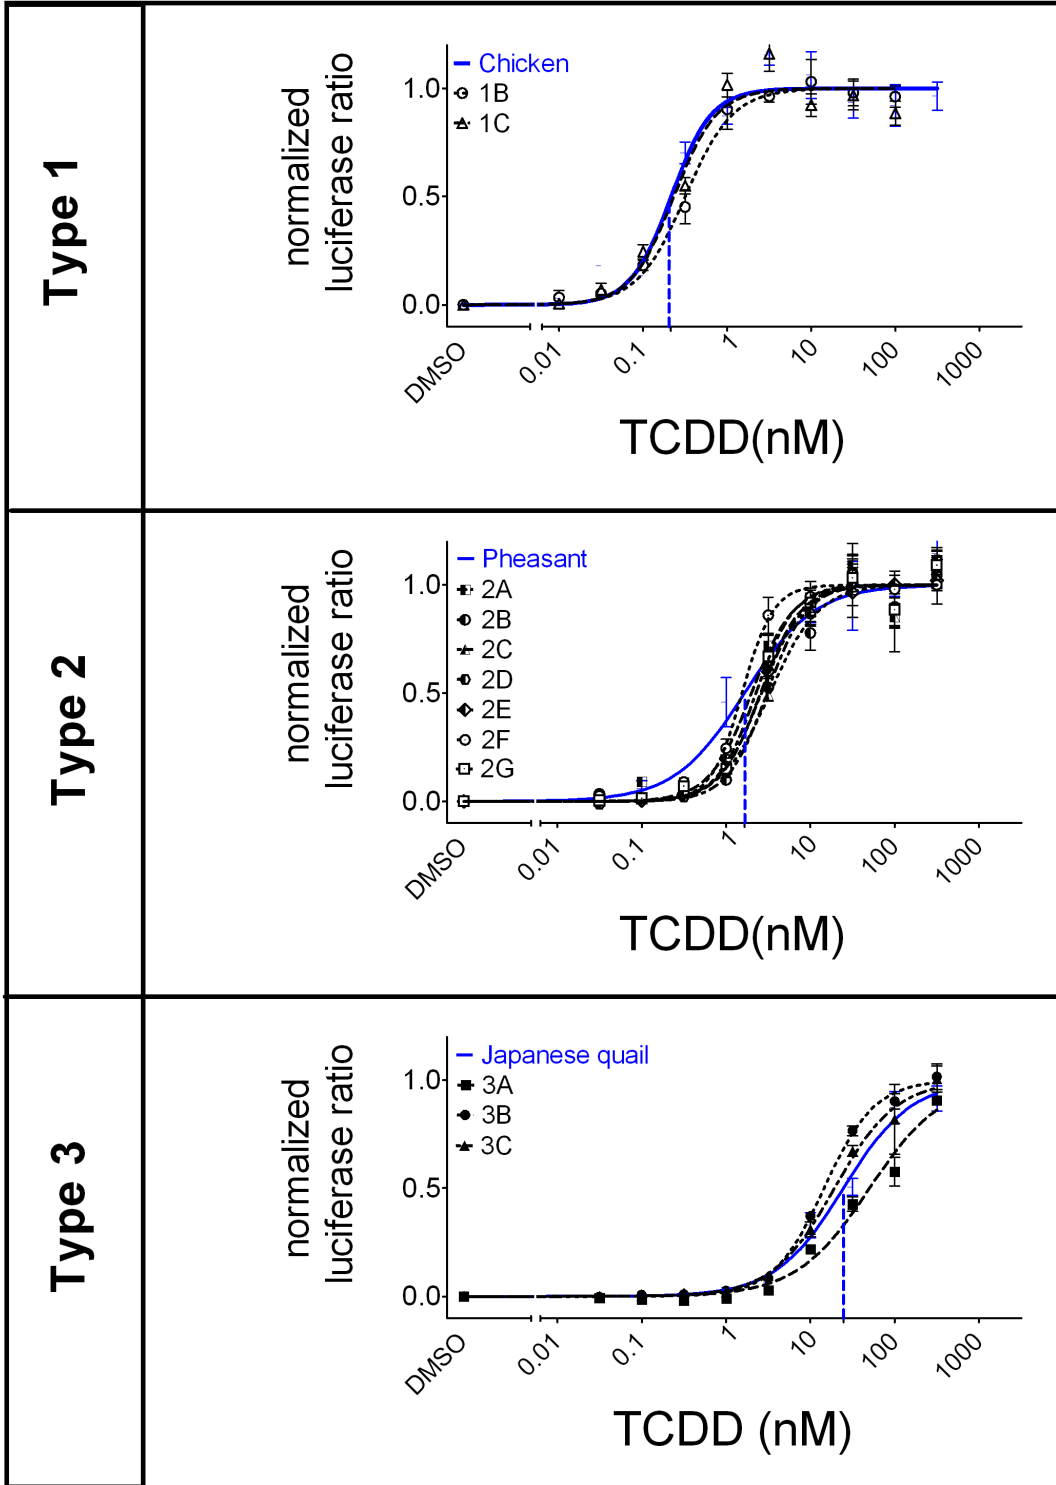 Type 1
normalized
luciferase ratio
Chicken
1B
1C
1.0
0.5
0.0
DMSO
0.01
0.1
1
10
100
1000
TCDD(nM)
Type 2
normalized
luciferase ratio
Pheasant
2A
2B
2C
2D
2E
2F
2G
1.0
0.5
0.0
DMSO
0.01
0.1
1
10
100
1000
TCDD(nM)
Type 3
normalized
luciferase ratio
Japanese quail
3A
3B
3C
1.0
0.5
0.0
DMSO
0.01
0.1
1
10
100
1000
TCDD (nM)